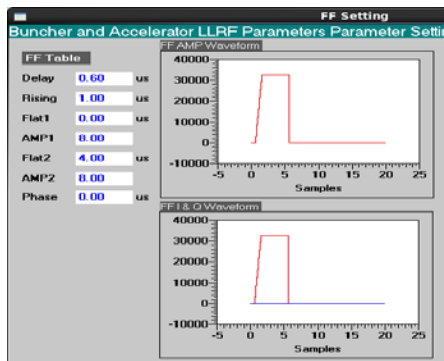 FF Setting
Buncher and Accelerator LLRF Parameters Parameter Settin
FF Table
Delay 0.60 us
Rising 1.00 us
Flat1 0.00 us
AMP1 8.00
Flat2 4.00 us
AMP2 8.00
Phase 0.00 us
FF AMP Waveform
40000
30000
20000
10000
0
-10000
-5 0 5 10 15 20 25
Samples
FF I & Q Waveform
40000
30000
20000
10000
0
-10000
-5 0 5 10 15 20 25
Samples